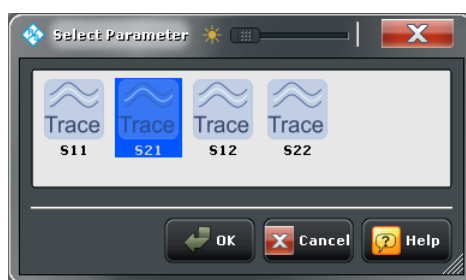 Select Parameter
Trace Trace Trace Trace
S11 S21 S12 S22
OK Cancel Help